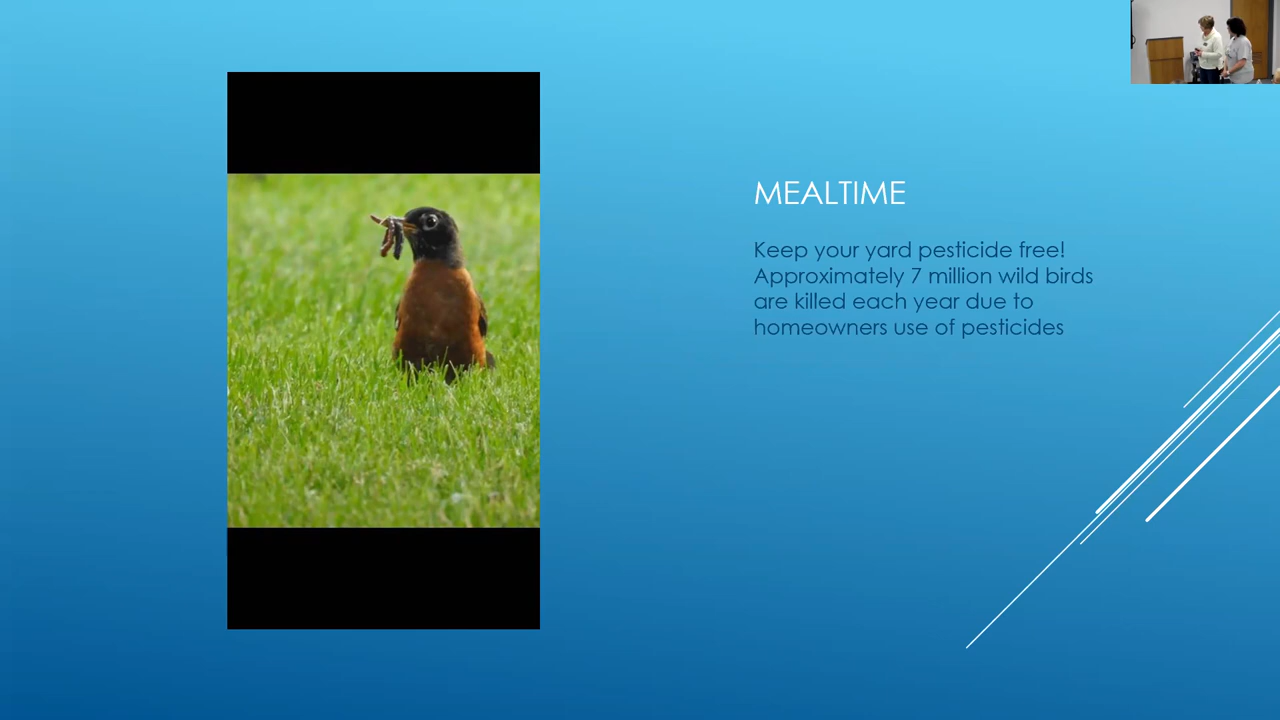 MEALTIME
Keep your yard pesticide free!
Approximately 7 million wild birds
are killed each year due to
homeowners use of pesticides